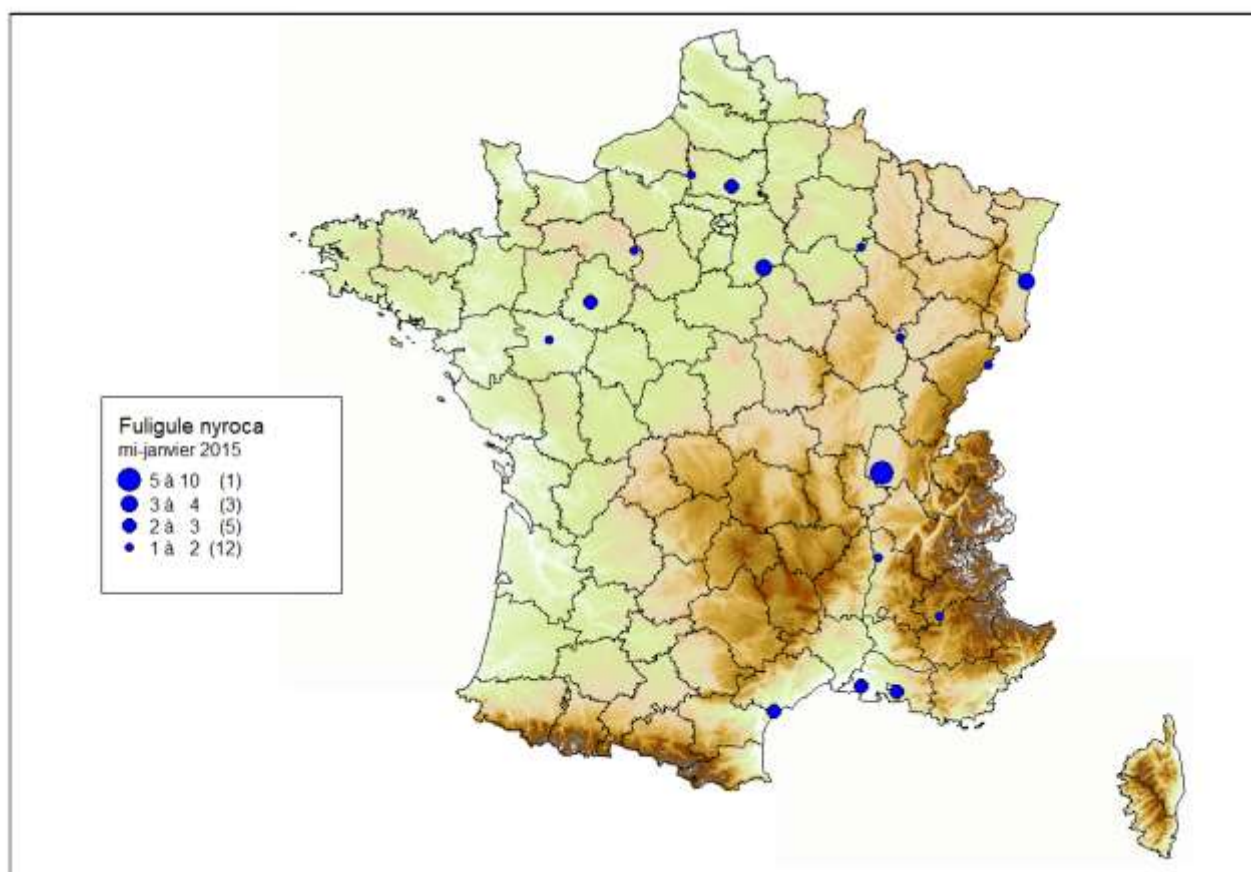 Fuligule nyroca
mi-janvier 2015
5 à 10 (1)
3 à 4 (3)
2 à 3 (5)
1 à 2 (12)